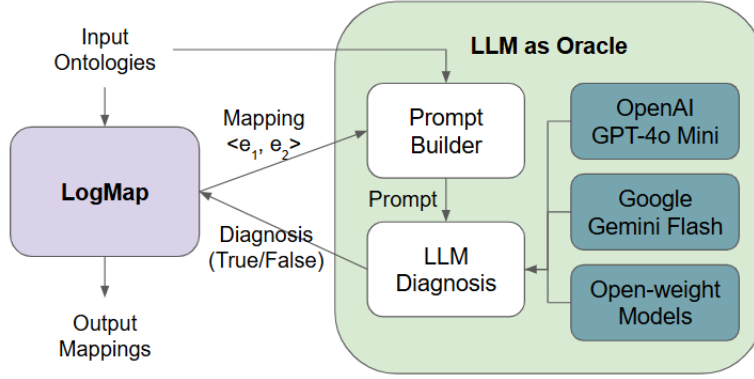 Input
Ontologies
LLM as Oracle
Mapping
<e₁, e₂>
Prompt
Builder
OpenAI
GPT-4o Mini
LogMap
Prompt
Google
Gemini Flash
Diagnosis
(True/False)
LLM
Diagnosis
Open-weight
Models
Output
Mappings